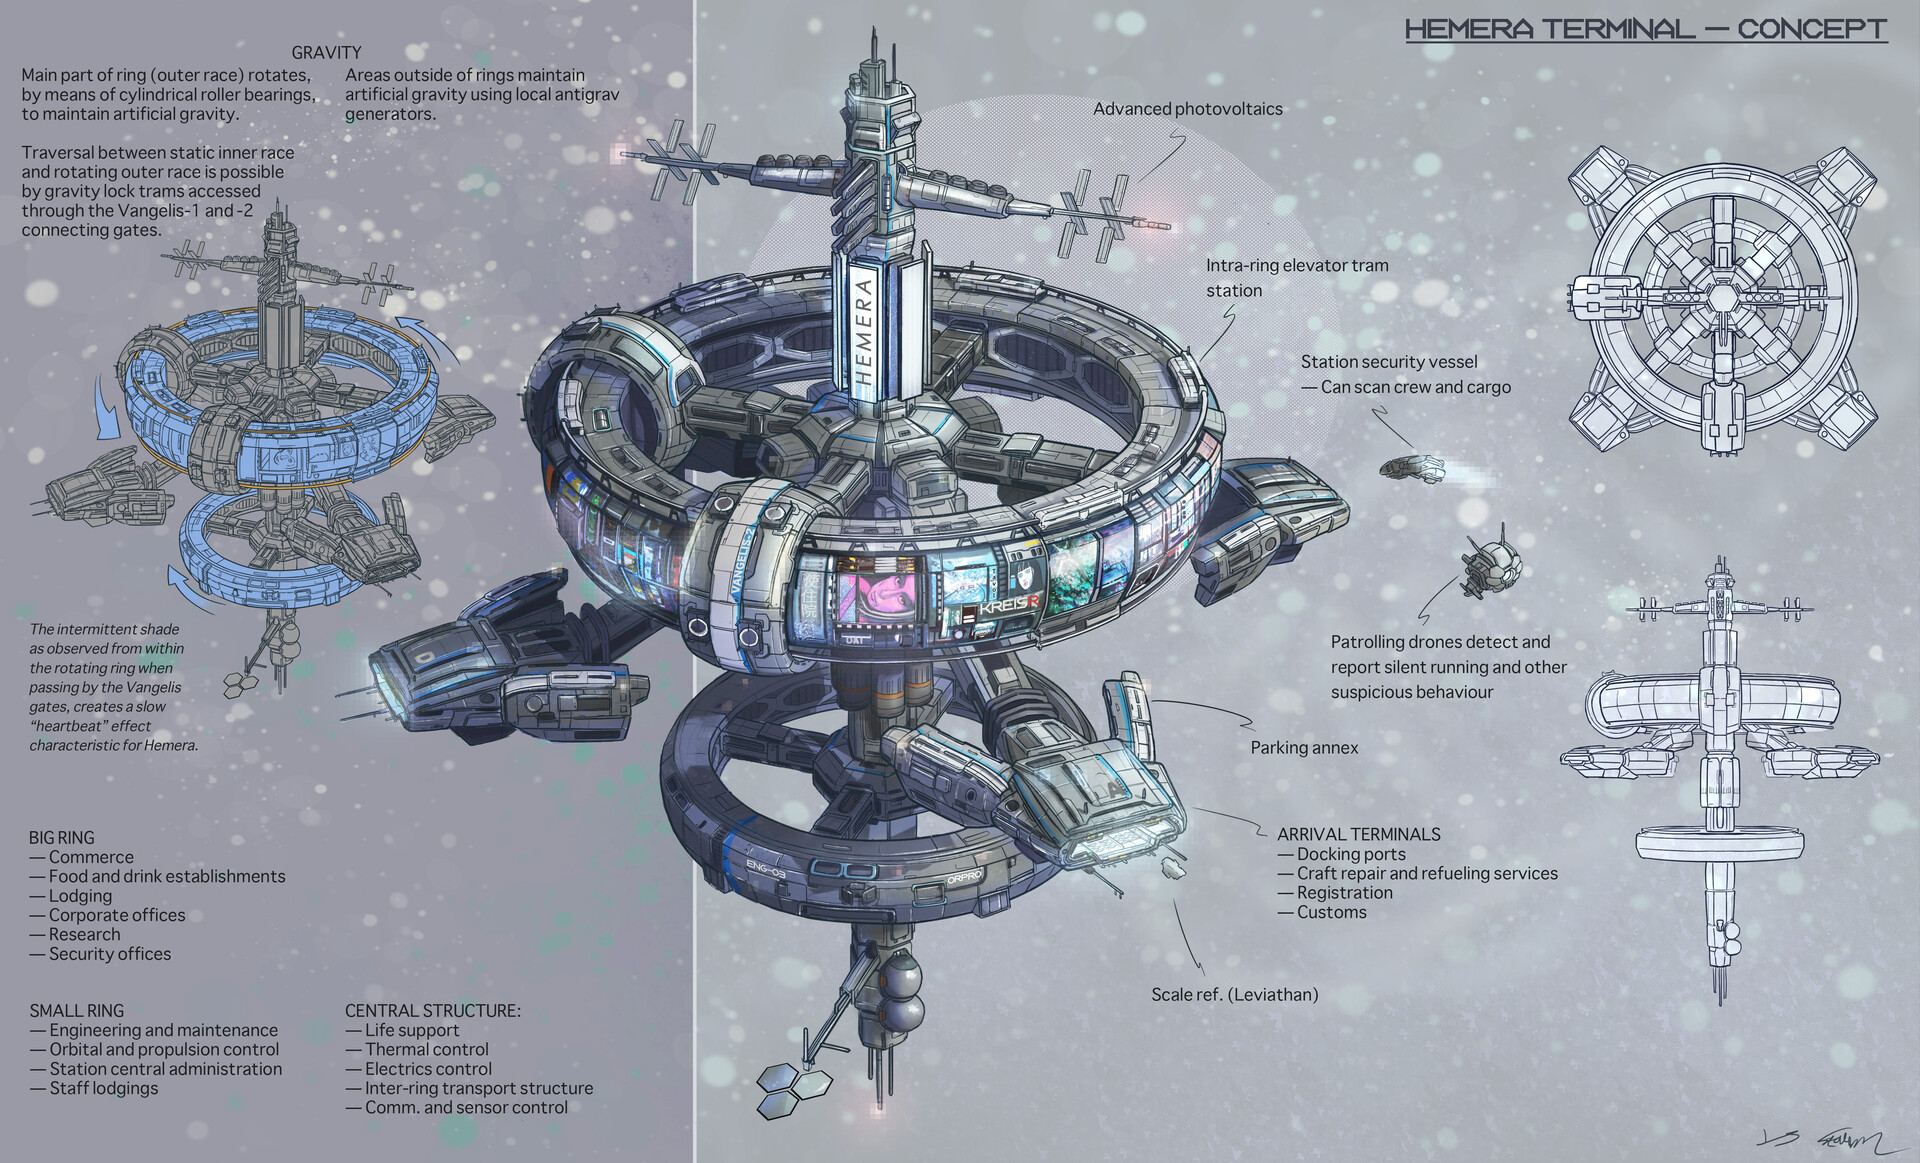 HEMERA TERMINAL — CONCEPT
GRAVITY
Main part of ring (outer race) rotates,
by means of cylindrical roller bearings,
to maintain artificial gravity.
Traversal between static inner race
and rotating outer race is possible
by gravity lock trams accessed
through the Vangelis-1 and -2
connecting gates.
Areas outside of rings maintain
artificial gravity using local antigrav
generators.
The intermittent shade
as observed from within
the rotating ring when
passing by the Vangelis
gates, creates a slow
“heartbeat” effect
characteristic for Hemera.
BIG RING
— Commerce
— Food and drink establishments
— Lodging
— Corporate offices
— Research
— Security offices
SMALL RING
— Engineering and maintenance
— Orbital and propulsion control
— Station central administration
— Staff lodgings
CENTRAL STRUCTURE:
— Life support
— Thermal control
— Electrics control
— Inter-ring transport structure
— Comm. and sensor control
HEMERA
VANGELIS-2
KREISR
UAT
ENG-03
ORPRO
A
Advanced photovoltaics
Intra-ring elevator tram
station
Station security vessel
— Can scan crew and cargo
Patrolling drones detect and
report silent running and other
suspicious behaviour
Parking annex
ARRIVAL TERMINALS
— Docking ports
— Craft repair and refueling services
— Registration
— Customs
Scale ref. (Leviathan)